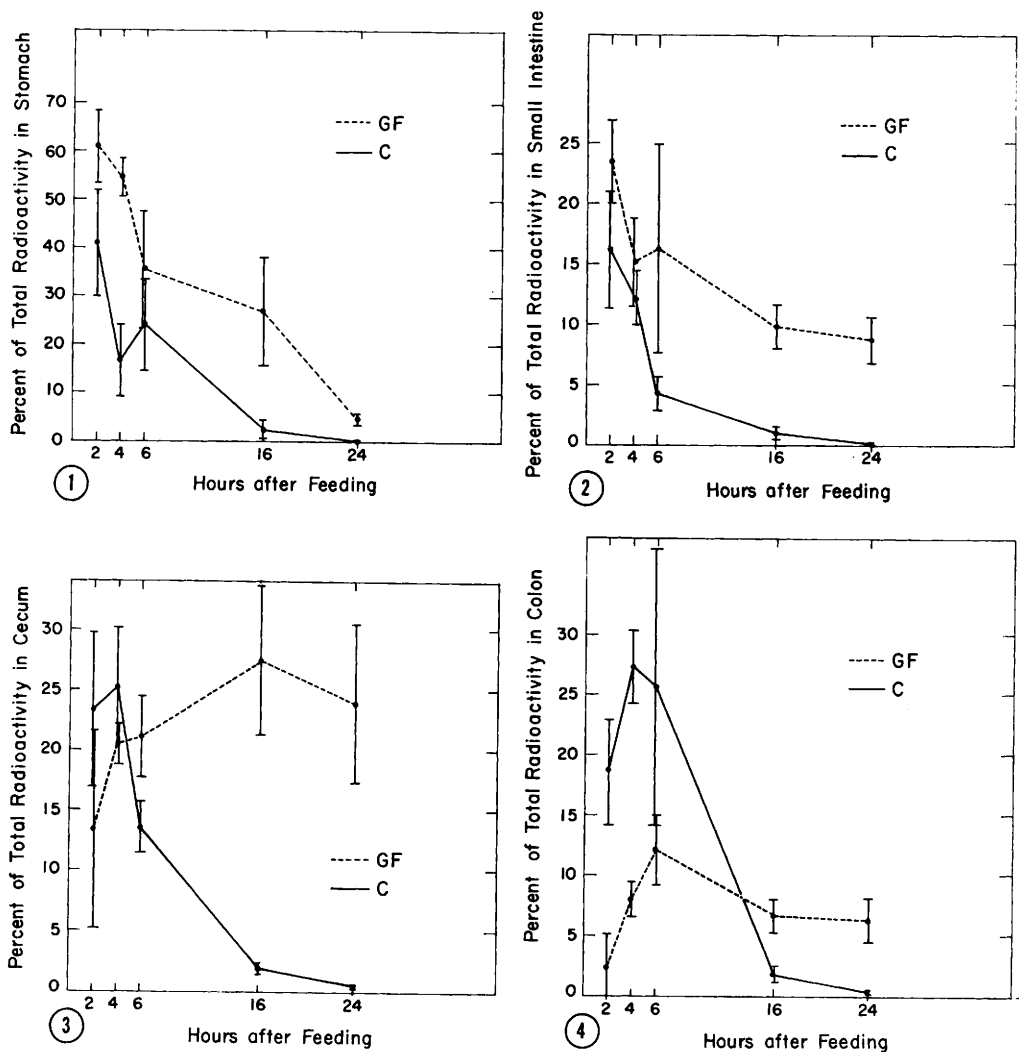 Percent of Total Radioactivity in Stomach
70
60
50
40
30
20
10
0
GF
C
2 4 6 16 24
Hours after Feeding
1
Percent of Total Radioactivity in Small Intestine
25
20
15
10
5
0
GF
C
2 4 6 16 24
Hours after Feeding
2
Percent of Total Radioactivity in Cecum
30
25
20
15
10
5
0
GF
C
2 4 6 16 24
Hours after Feeding
3
Percent of Total Radioactivity in Colon
30
25
20
15
10
5
0
GF
C
2 4 6 16 24
Hours after Feeding
4